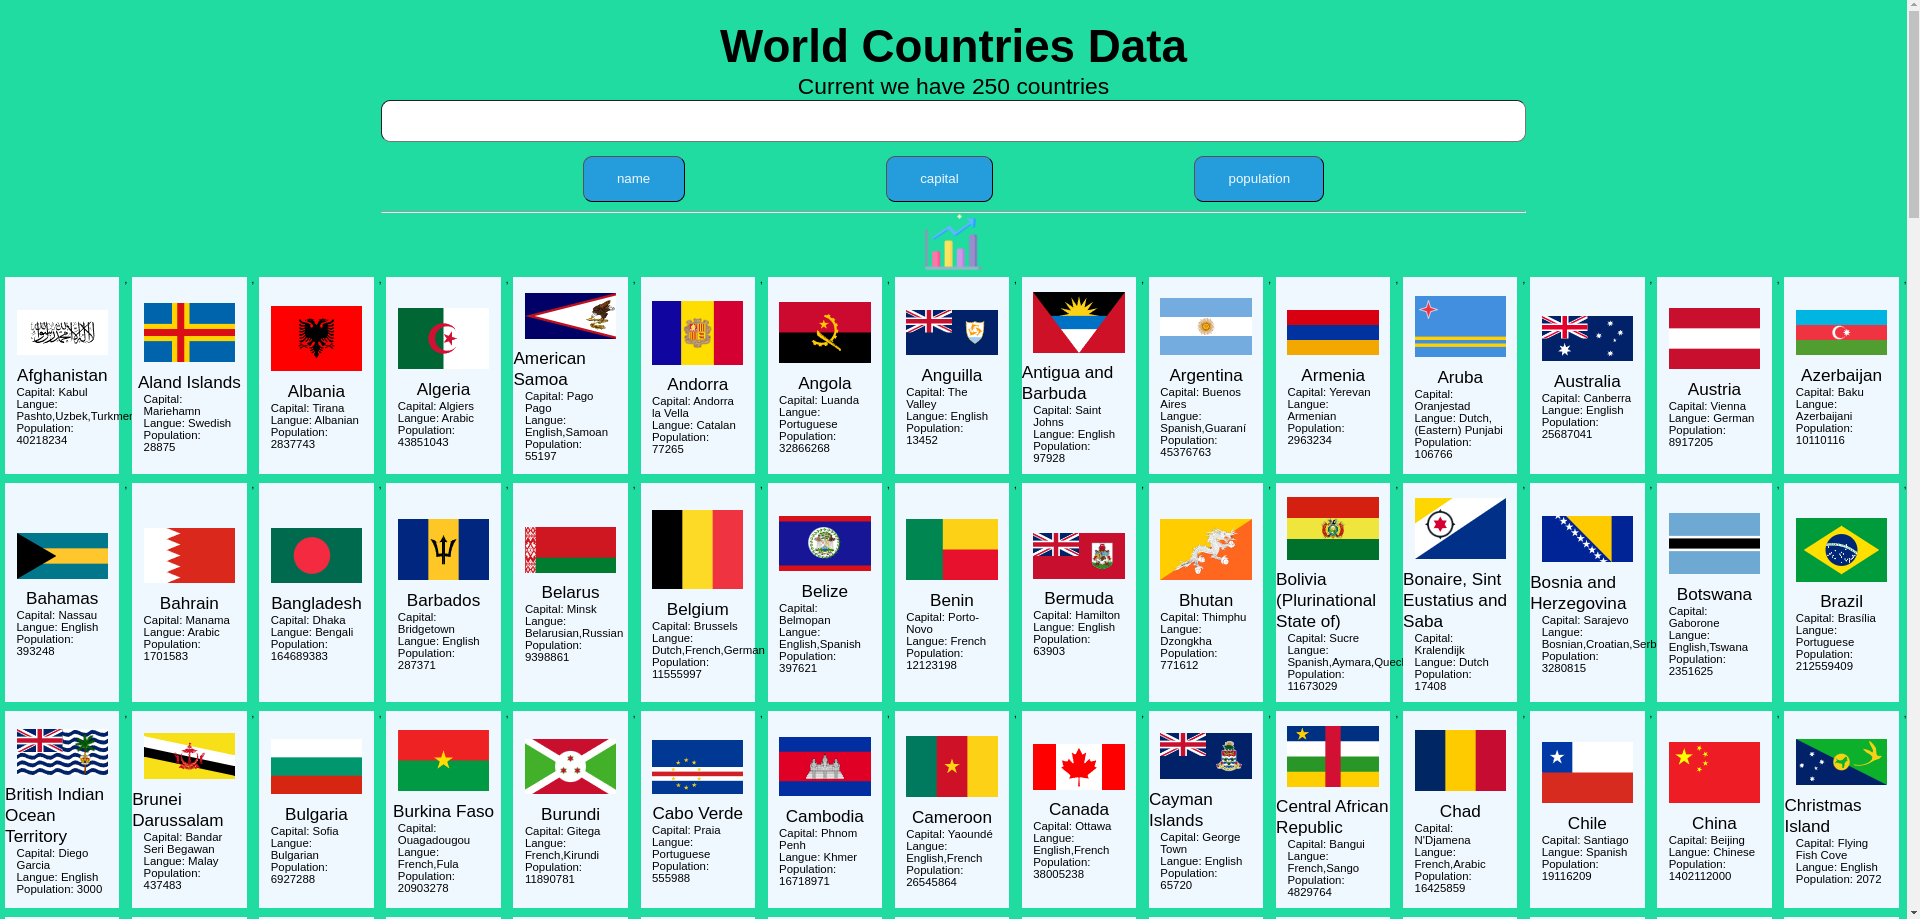 World Countries Data
Current we have 250 countries
name
capital
population
Afghanistan
Capital: Kabul
Langue:
Pashto,Uzbek,Turkmen
Population:
40218234
,
Aland Islands
Capital:
Mariehamn
Langue: Swedish
Population:
28875
,
Albania
Capital: Tirana
Langue: Albanian
Population:
2837743
,
Algeria
Capital: Algiers
Langue: Arabic
Population:
43851043
,
American
Samoa
Capital: Pago
Pago
Langue:
English,Samoan
Population:
55197
,
Andorra
Capital: Andorra
la Vella
Langue: Catalan
Population:
77265
,
Angola
Capital: Luanda
Langue:
Portuguese
Population:
32866268
,
Anguilla
Capital: The
Valley
Langue: English
Population:
13452
,
Antigua and
Barbuda
Capital: Saint
Johns
Langue: English
Population:
97928
,
Argentina
Capital: Buenos
Aires
Langue:
Spanish,Guaraní
Population:
45376763
,
Armenia
Capital: Yerevan
Langue:
Armenian
Population:
2963234
,
Aruba
Capital:
Oranjestad
Langue: Dutch,
(Eastern) Punjabi
Population:
106766
,
Australia
Capital: Canberra
Langue: English
Population:
25687041
,
Austria
Capital: Vienna
Langue: German
Population:
8917205
,
Azerbaijan
Capital: Baku
Langue:
Azerbaijani
Population:
10110116
,
Bahamas
Capital: Nassau
Langue: English
Population:
393248
,
Bahrain
Capital: Manama
Langue: Arabic
Population:
1701583
,
Bangladesh
Capital: Dhaka
Langue: Bengali
Population:
164689383
,
Barbados
Capital:
Bridgetown
Langue: English
Population:
287371
,
Belarus
Capital: Minsk
Langue:
Belarusian,Russian
Population:
9398861
,
Belgium
Capital: Brussels
Langue:
Dutch,French,German
Population:
11555997
,
Belize
Capital:
Belmopan
Langue:
English,Spanish
Population:
397621
,
Benin
Capital: Porto-
Novo
Langue: French
Population:
12123198
,
Bermuda
Capital: Hamilton
Langue: English
Population:
63903
,
Bhutan
Capital: Thimphu
Langue:
Dzongkha
Population:
771612
,
Bolivia
(Plurinational
State of)
Capital: Sucre
Langue:
Spanish,Aymara,Quec
Population:
11673029
,
Bonaire, Sint
Eustatius and
Saba
Capital:
Kralendijk
Langue: Dutch
Population:
17408
,
Bosnia and
Herzegovina
Capital: Sarajevo
Langue:
Bosnian,Croatian,Serb
Population:
3280815
,
Botswana
Capital:
Gaborone
Langue:
English,Tswana
Population:
2351625
,
Brazil
Capital: Brasília
Langue:
Portuguese
Population:
212559409
,
British Indian
Ocean
Territory
Capital: Diego
Garcia
Langue: English
Population: 3000
,
Brunei
Darussalam
Capital: Bandar
Seri Begawan
Langue: Malay
Population:
437483
,
Bulgaria
Capital: Sofia
Langue:
Bulgarian
Population:
6927288
,
Burkina Faso
Capital:
Ouagadougou
Langue:
French,Fula
Population:
20903278
,
Burundi
Capital: Gitega
Langue:
French,Kirundi
Population:
11890781
,
Cabo Verde
Capital: Praia
Langue:
Portuguese
Population:
555988
,
Cambodia
Capital: Phnom
Penh
Langue: Khmer
Population:
16718971
,
Cameroon
Capital: Yaoundé
Langue:
English,French
Population:
26545864
,
Canada
Capital: Ottawa
Langue:
English,French
Population:
38005238
,
Cayman
Islands
Capital: George
Town
Langue: English
Population:
65720
,
Central African
Republic
Capital: Bangui
Langue:
French,Sango
Population:
4829764
,
Chad
Capital:
N'Djamena
Langue:
French,Arabic
Population:
16425859
,
Chile
Capital: Santiago
Langue: Spanish
Population:
19116209
,
China
Capital: Beijing
Langue: Chinese
Population:
1402112000
,
Christmas
Island
Capital: Flying
Fish Cove
Langue: English
Population: 2072
,